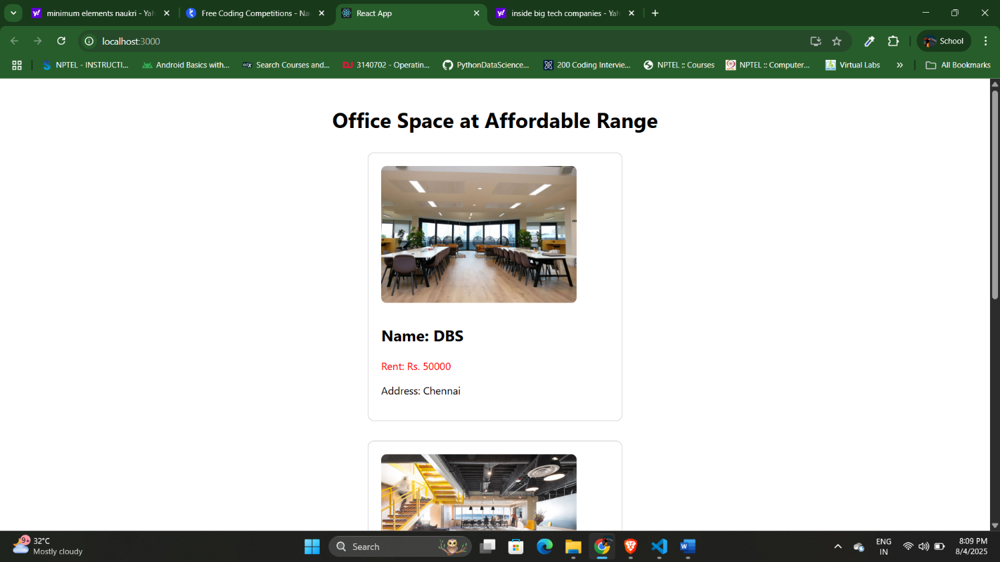 minimum elements naukri - Yah
Free Coding Competitions - Nau
React App
inside big tech companies - Yah
localhost:3000
School
NPTEL - INSTRUCTI...
Android Basics with...
edX
Search Courses and...
DU
3140702 - Operatin...
PythonDataScience...
200 Coding Intervie...
NPTEL :: Courses
NPTEL :: Computer...
Virtual Labs
All Bookmarks
Office Space at Affordable Range
Name: DBS
Rent: Rs. 50000
Address: Chennai
9+
32°C
Mostly cloudy
Search
ENG
IN
8:09 PM
8/4/2025